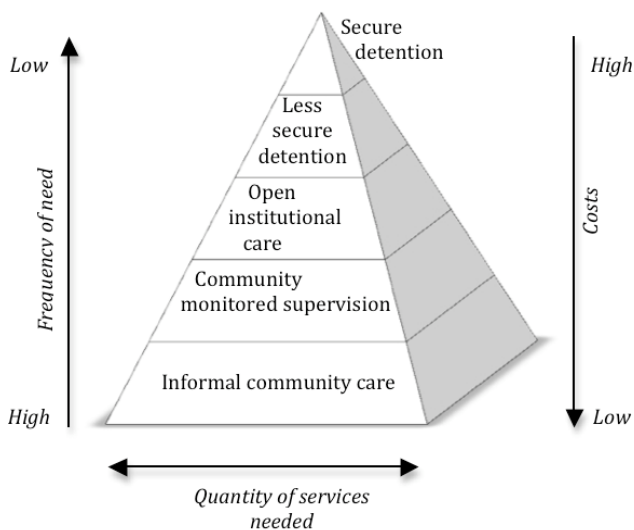 Secure
detention
Low
High
Less
secure
detention
Open
institutional
care
Frequency of need
Costs
Community
monitored supervision
Informal community care
High
Low
Quantity of services
needed